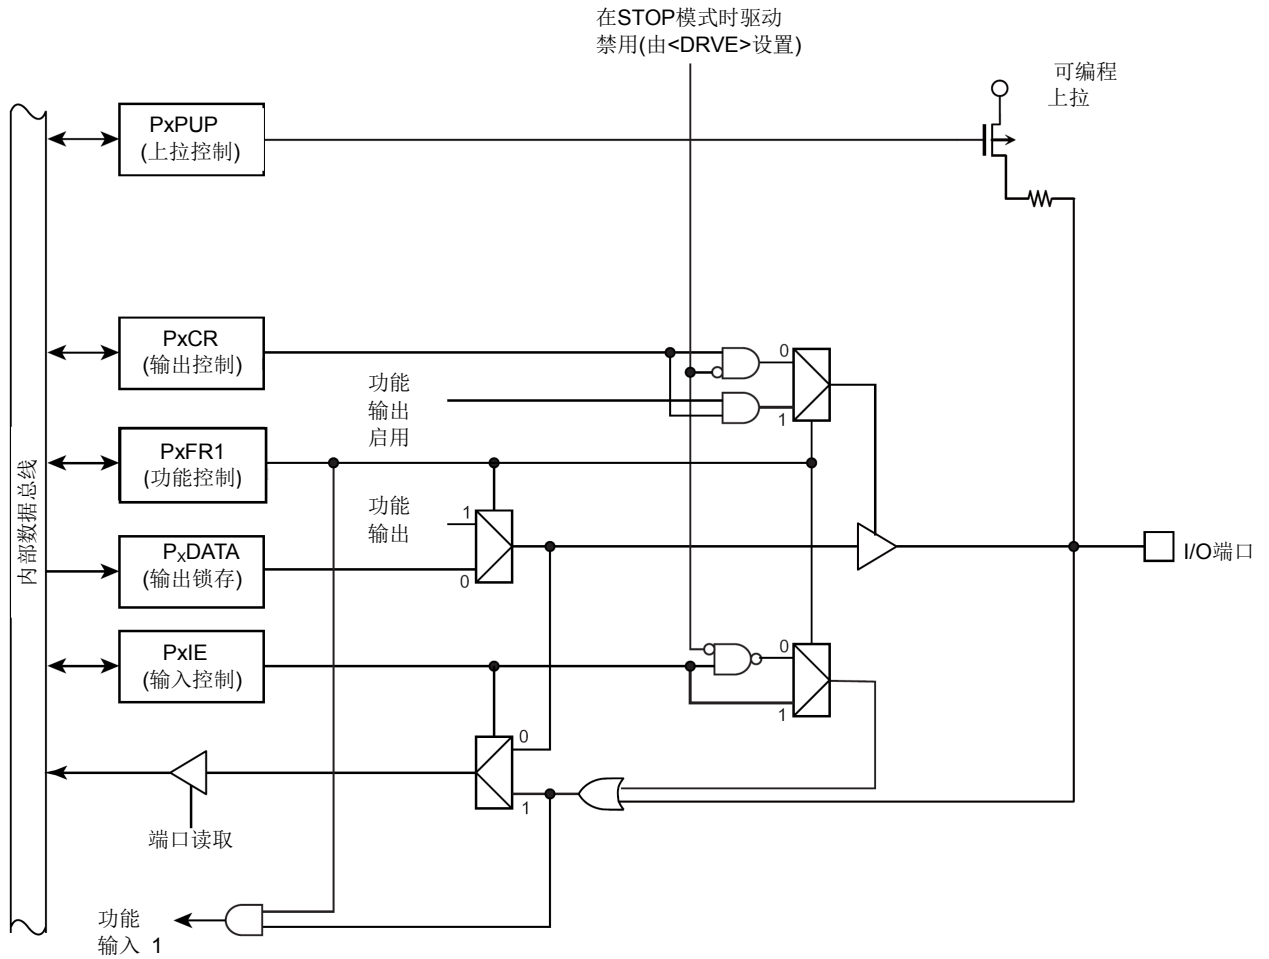 在STOP模式时驱动
禁用(由<DRVE>设置)
可编程
上拉
PxPUP
(上拉控制)
PxCR
(输出控制)
0
功能
输出
启用
1
PxFR1
(功能控制)
功能
输出
1
内部数据总线
PxDATA
(输出锁存)
0
I/O端口
PxIE
(输入控制)
0
1
0
1
端口读取
功能
输入 1